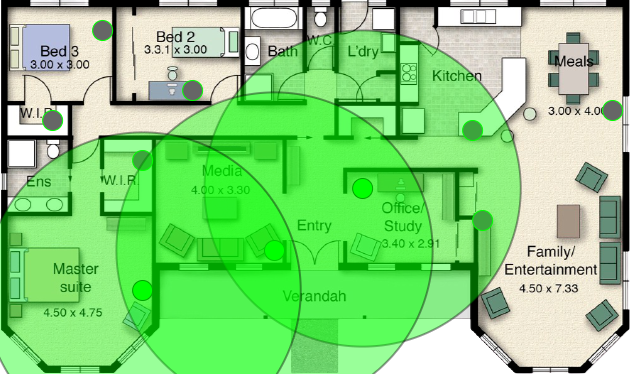 Bed 3
3.00 x 3.00
Bed 2
3.3.1 x 3.00
Bath
W.C
L'dry
Kitchen
Meals
3.00 x 4.00
W.I.R
Ens
W.I.R.
Media
4.00 x 3.30
Entry
Office/
Study
3.40 x 2.91
Master
suite
4.50 x 4.75
Verandah
Family/
Entertainment
4.50 x 7.33